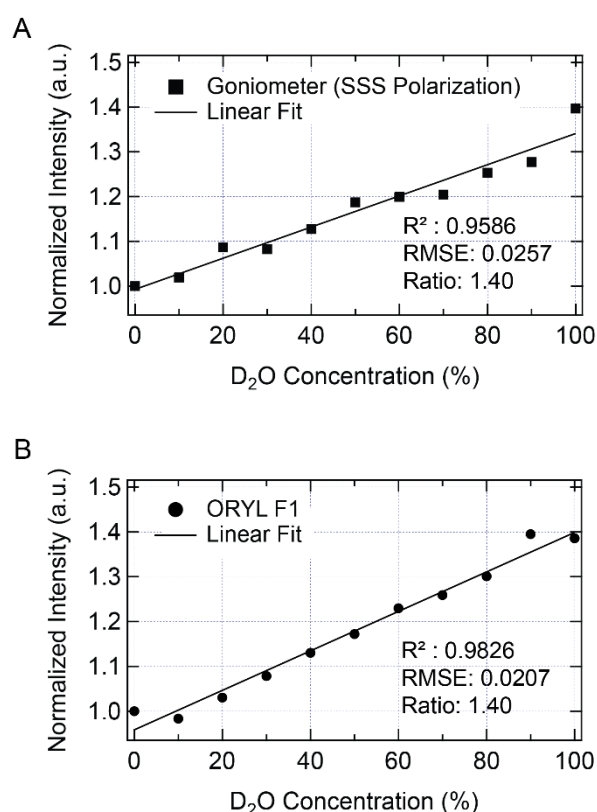 A
1.5
1.4
1.3
1.2
1.1
1.0
Normalized Intensity (a.u.)
Goniometer (SSS Polarization)
Linear Fit
R² : 0.9586
RMSE: 0.0257
Ratio: 1.40
0 20 40 60 80 100
D₂O Concentration (%)
B
1.5
1.4
1.3
1.2
1.1
1.0
Normalized Intensity (a.u.)
ORYL F1
Linear Fit
R² : 0.9826
RMSE: 0.0207
Ratio: 1.40
0 20 40 60 80 100
D₂O Concentration (%)